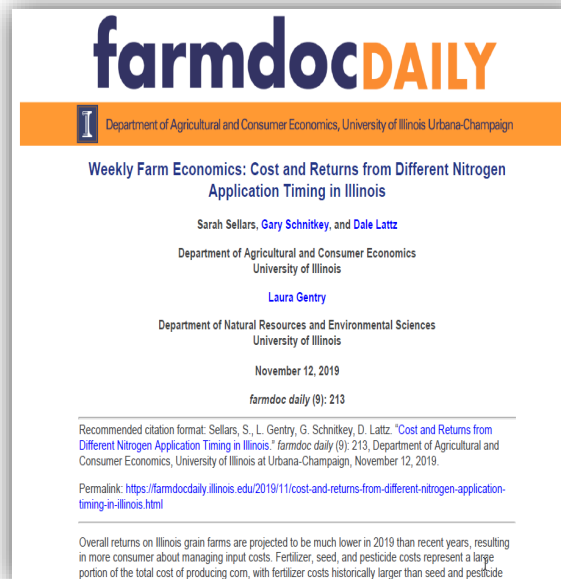 farmdocDAILY
I Department of Agricultural and Consumer Economics, University of Illinois Urbana-Champaign
Weekly Farm Economics: Cost and Returns from Different Nitrogen
Application Timing in Illinois
Sarah Sellars, Gary Schnitkey, and Dale Lattz
Department of Agricultural and Consumer Economics
University of Illinois
Laura Gentry
Department of Natural Resources and Environmental Sciences
University of Illinois
November 12, 2019
farmdoc daily (9): 213
Recommended citation format: Sellars, S., L. Gentry, G. Schnitkey, D. Lattz. "Cost and Returns from
Different Nitrogen Application Timing in Illinois." farmdoc daily (9): 213, Department of Agricultural and
Consumer Economics, University of Illinois at Urbana-Champaign, November 12, 2019.
Permalink: https://farmdocdaily.illinois.edu/2019/11/cost-and-returns-from-different-nitrogen-application-
timing-in-illinois.html
Overall returns on Illinois grain farms are projected to be much lower in 2019 than recent years, resulting
in more consumer about managing input costs. Fertilizer, seed, and pesticide costs represent a large
portion of the total cost of producing corn, with fertilizer costs historically larger than seed and pesticide